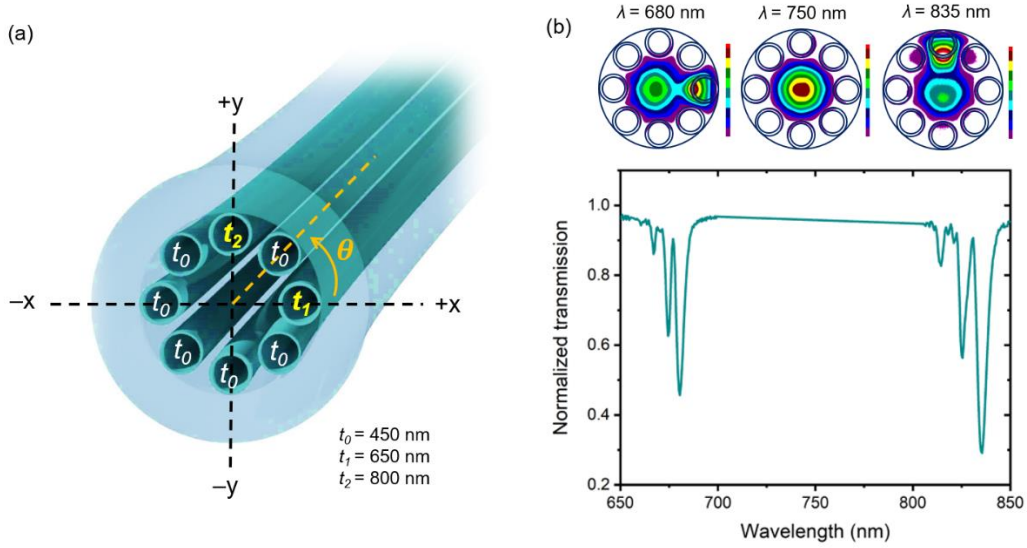 (a)
+y
t2
t0
t0
θ
−x
t0
t1
+x
t0
t0
t0
t0 = 450 nm
t1 = 650 nm
t2 = 800 nm
−y
(b)
λ = 680 nm
λ = 750 nm
λ = 835 nm
Normalized transmission
1.0
0.8
0.6
0.4
0.2
650
700
750
800
850
Wavelength (nm)